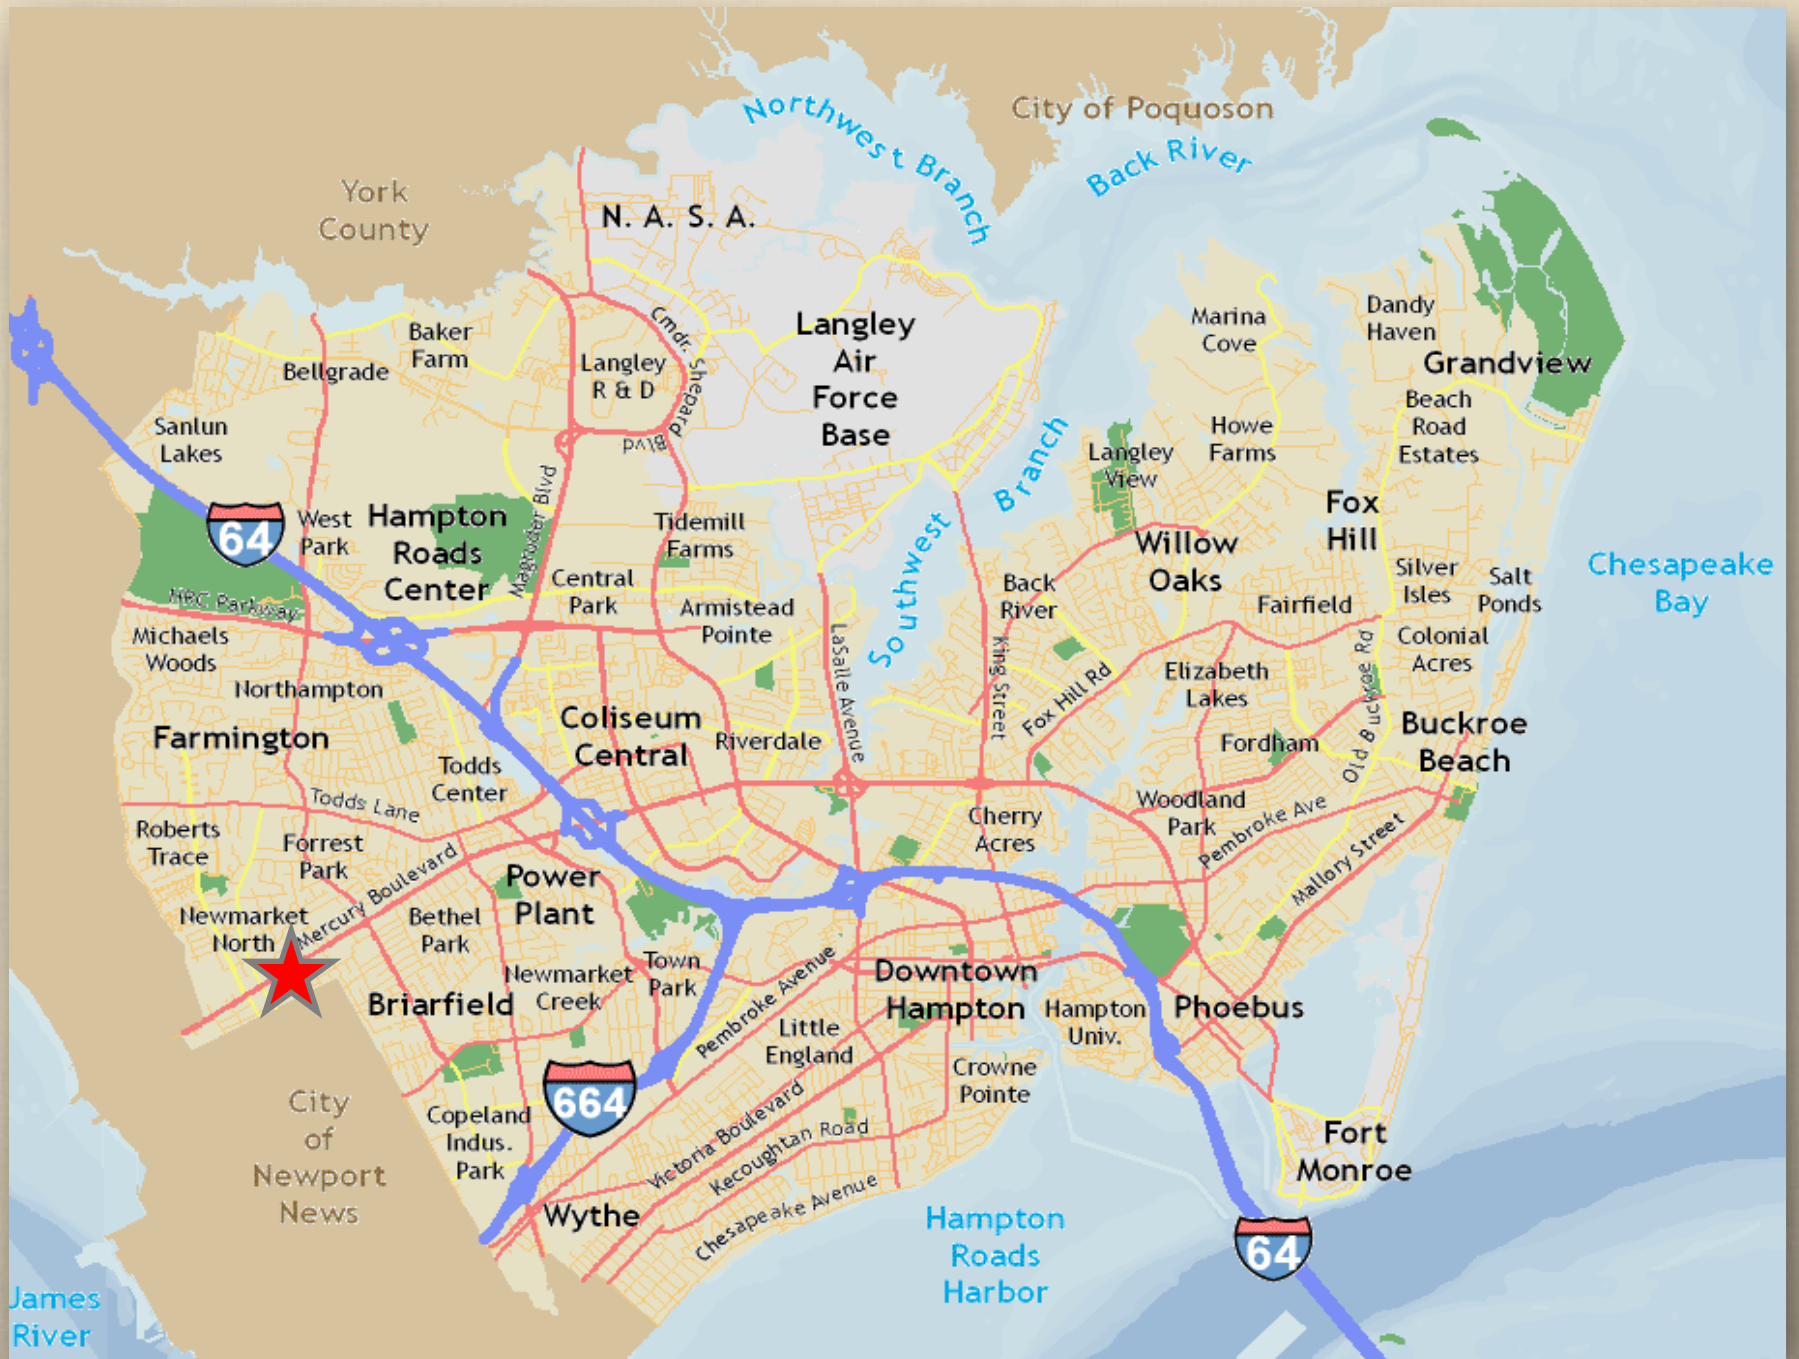 Northwest Branch
City of Poquoson
Back River
York
County
N. A. S. A.
Cmdr. Shepard Blvd
Langley
Air
Force
Base
Marina
Cove
Dandy
Haven
Grandview
Baker
Farm
Bellgrade
Langley
R & D
Beach
Road
Estates
Sanlun
Lakes
Howe
Farms
Langley
View
Southwest Branch
64
West
Park
Hampton
Roads
Center
Magruder Blvd
Tidemill
Farms
Fox
Hill
Willow
Oaks
Chesapeake
Bay
HRC Parkway
Central
Park
Armistead
Pointe
Back
River
Fairfield
Silver
Isles
Salt
Ponds
Michaels
Woods
Northampton
LaSalle Avenue
King Street
Fox Hill Rd
Elizabeth
Lakes
Old Buckroe Rd
Colonial
Acres
Farmington
Coliseum
Central
Riverdale
Fordham
Buckroe
Beach
Todds
Center
Todds Lane
Roberts
Trace
Forrest
Park
Mercury Boulevard
Cherry
Acres
Woodland
Park
Pembroke Ave
Mallory Street
Power
Plant
Newmarket
North
Bethel
Park
Newmarket
Creek
Town
Park
Briarfield
Pembroke Avenue
Downtown
Hampton
Hampton
Univ.
Phoebus
Little
England
Crowne
Pointe
664
City
of
Newport
News
Copeland
Indus.
Park
Victoria Boulevard
Kecoughtan Road
Chesapeake Avenue
Wythe
Fort
Monroe
Hampton
Roads
Harbor
64
James
River